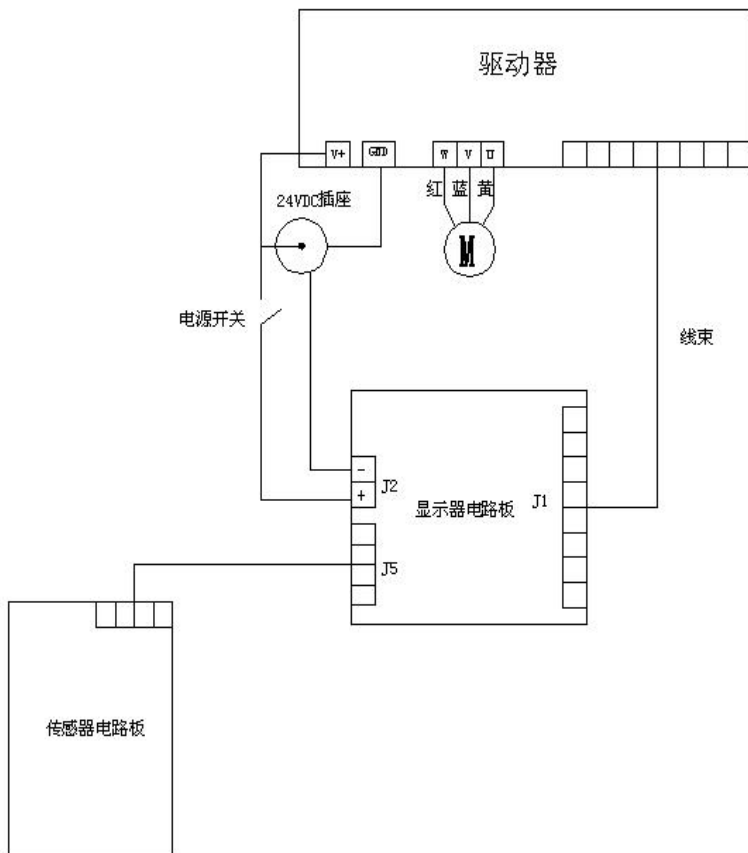 驱动器
V+ GND W V U
红 蓝 黄
24VDC插座
M
电源开关
线束
-
+
J2
显示器电路板
J1
J5
传感器电路板